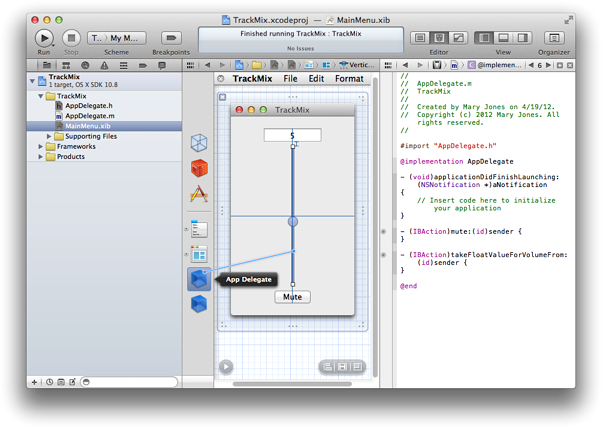 TrackMix.xcodeproj — MainMenu.xib
Run
Stop
T... My M...
Scheme
Breakpoints
Finished running TrackMix : TrackMix
No Issues
Editor
View
Organizer
TrackMix
1 target, OS X SDK 10.8
TrackMix
AppDelegate.h
AppDelegate.m
MainMenu.xib
Supporting Files
Frameworks
Products
Vertic...
TrackMix File Edit Format
TrackMix
5
Mute
App Delegate
@implemen...
6
//
// AppDelegate.m
// TrackMix
//
// Created by Mary Jones on 4/19/12.
// Copyright (c) 2012 Mary Jones. All
rights reserved.
//
#import "AppDelegate.h"
@implementation AppDelegate
- (void)applicationDidFinishLaunching:
(NSNotification *)aNotification
{
// Insert code here to initialize
your application
}
- (IBAction)mute:(id)sender {
}
- (IBAction)takeFloatValueForVolumeFrom:
(id)sender {
}
@end